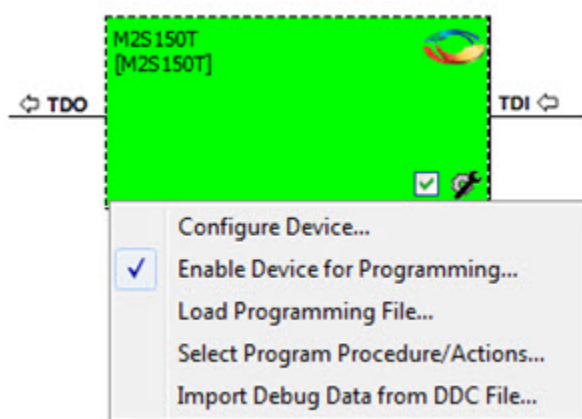 M2S150T
[M2S150T]
TDO
TDI
Configure Device...
Enable Device for Programming...
Load Programming File...
Select Program Procedure/Actions...
Import Debug Data from DDC File...